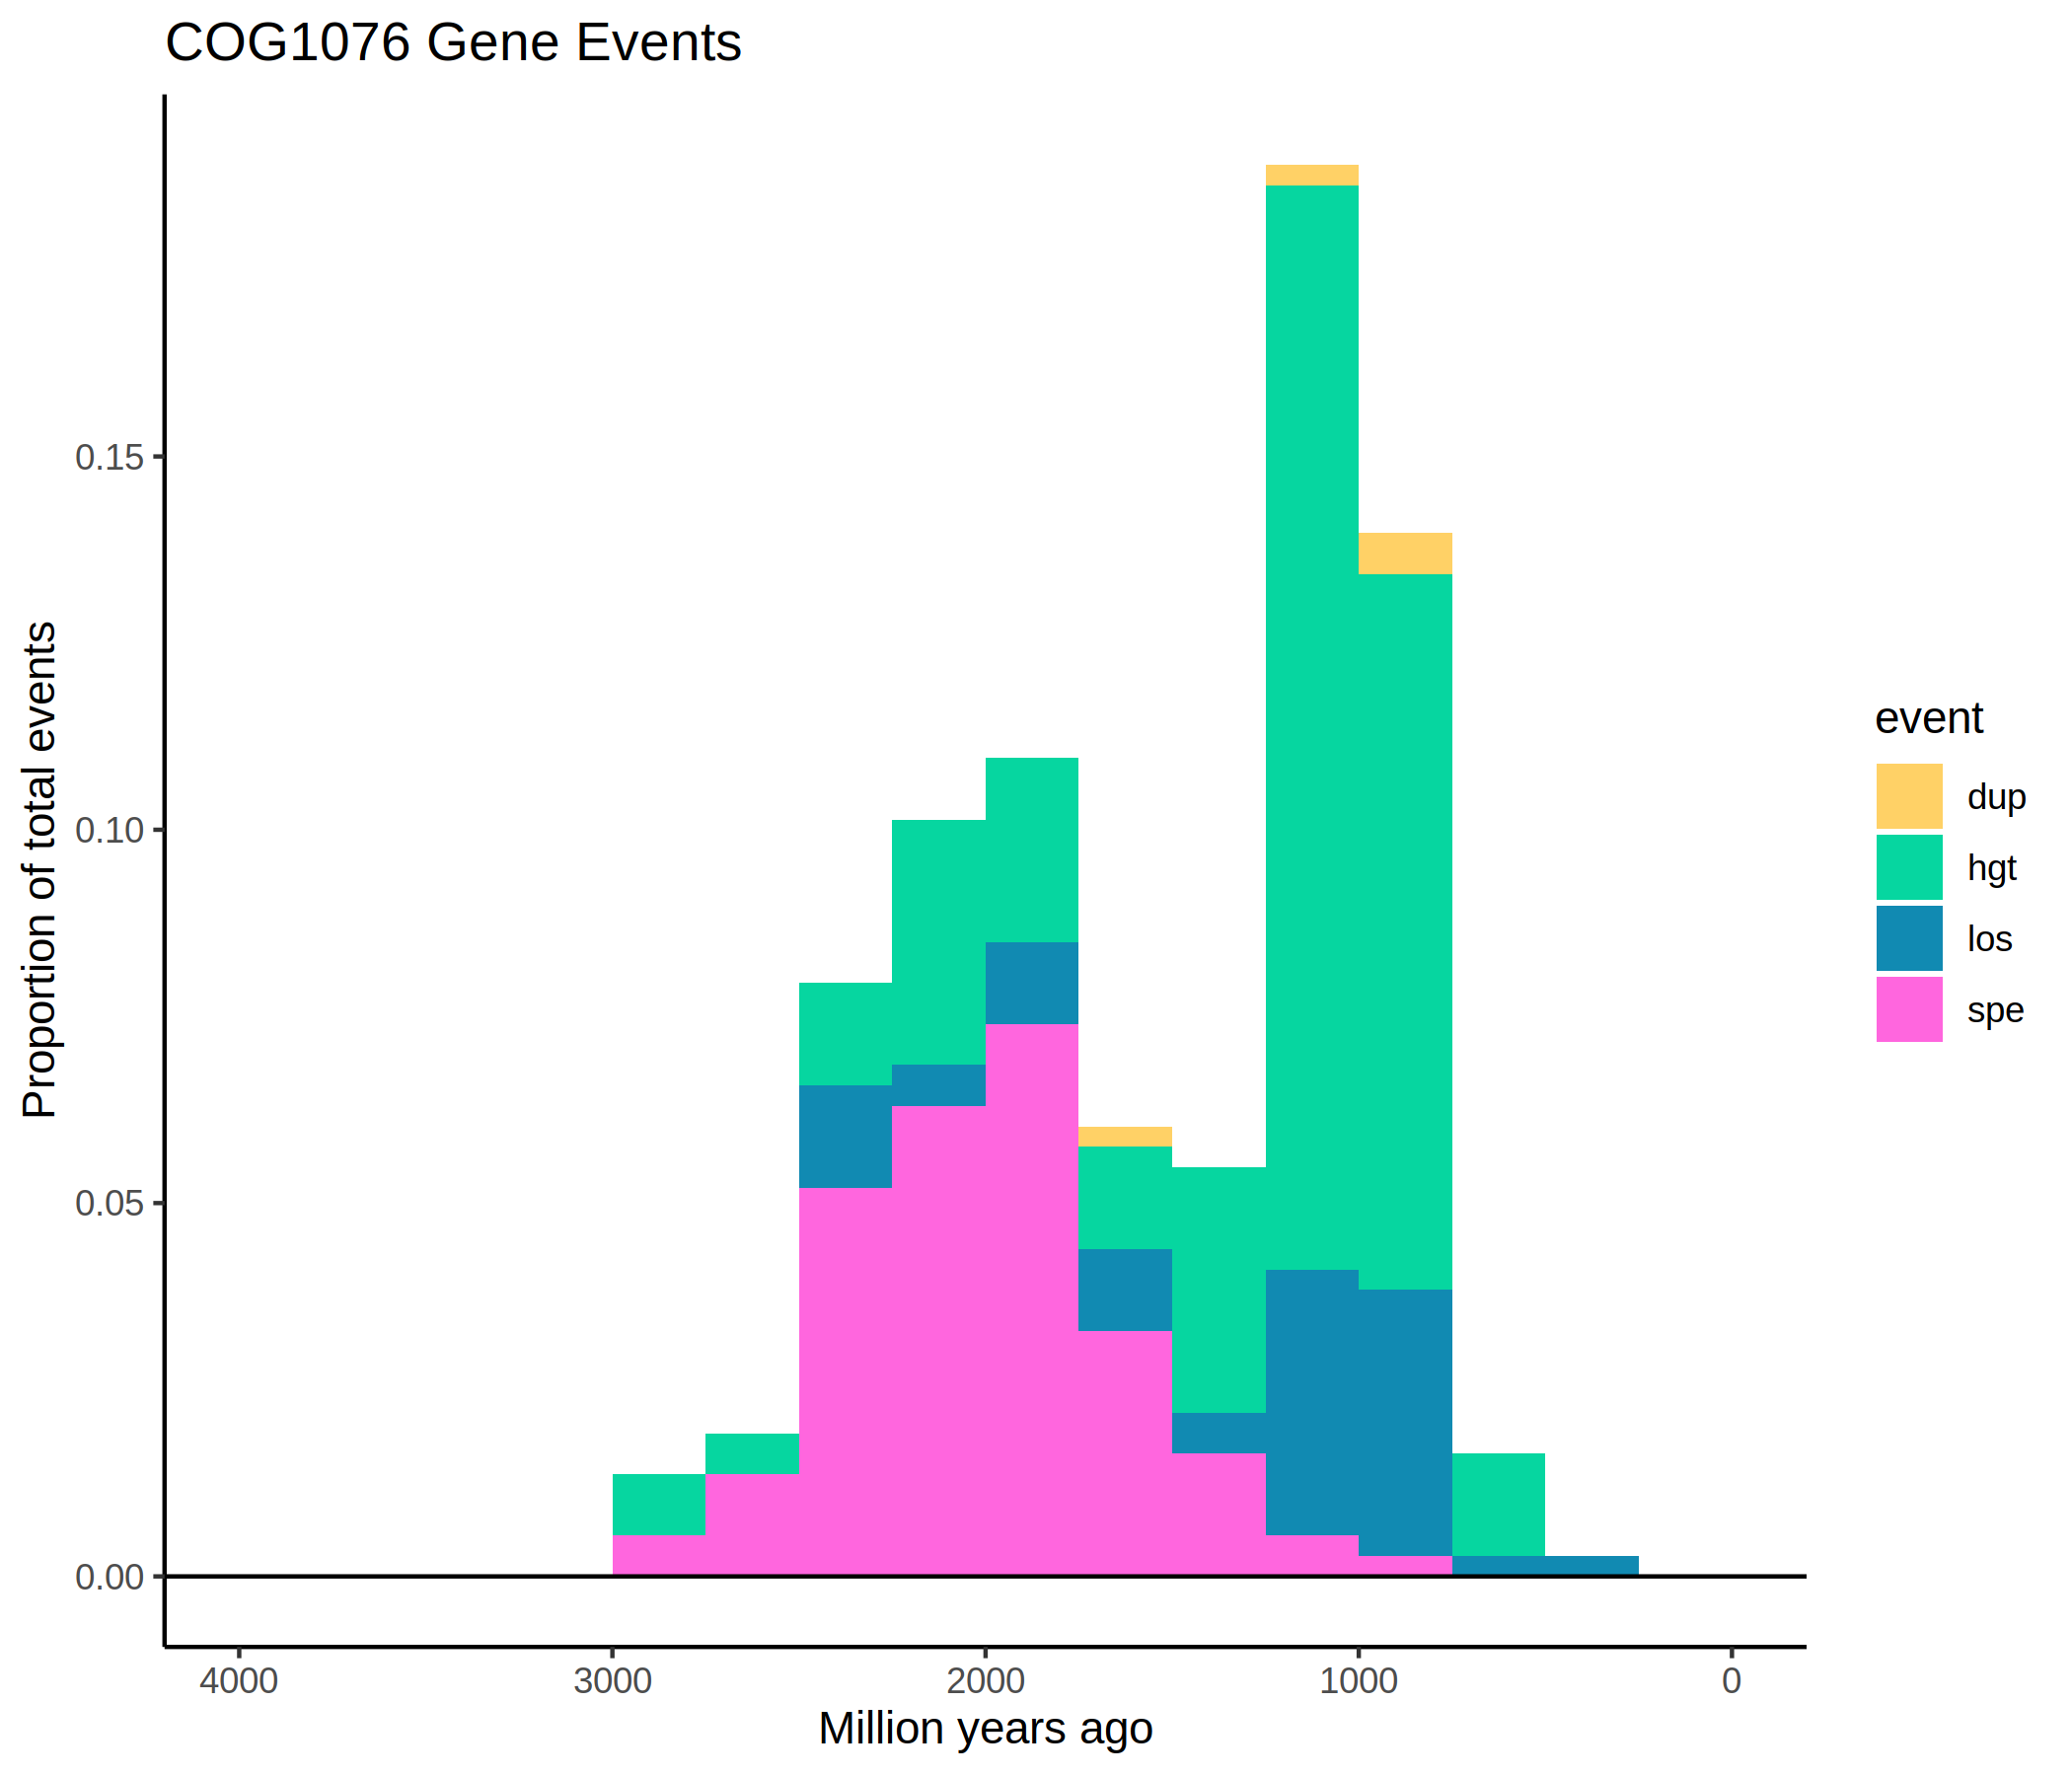 COG1076 Gene Events
Proportion of total events
0.15
0.10
0.05
0.00
4000
3000
2000
1000
0
Million years ago
event
dup
hgt
los
spe